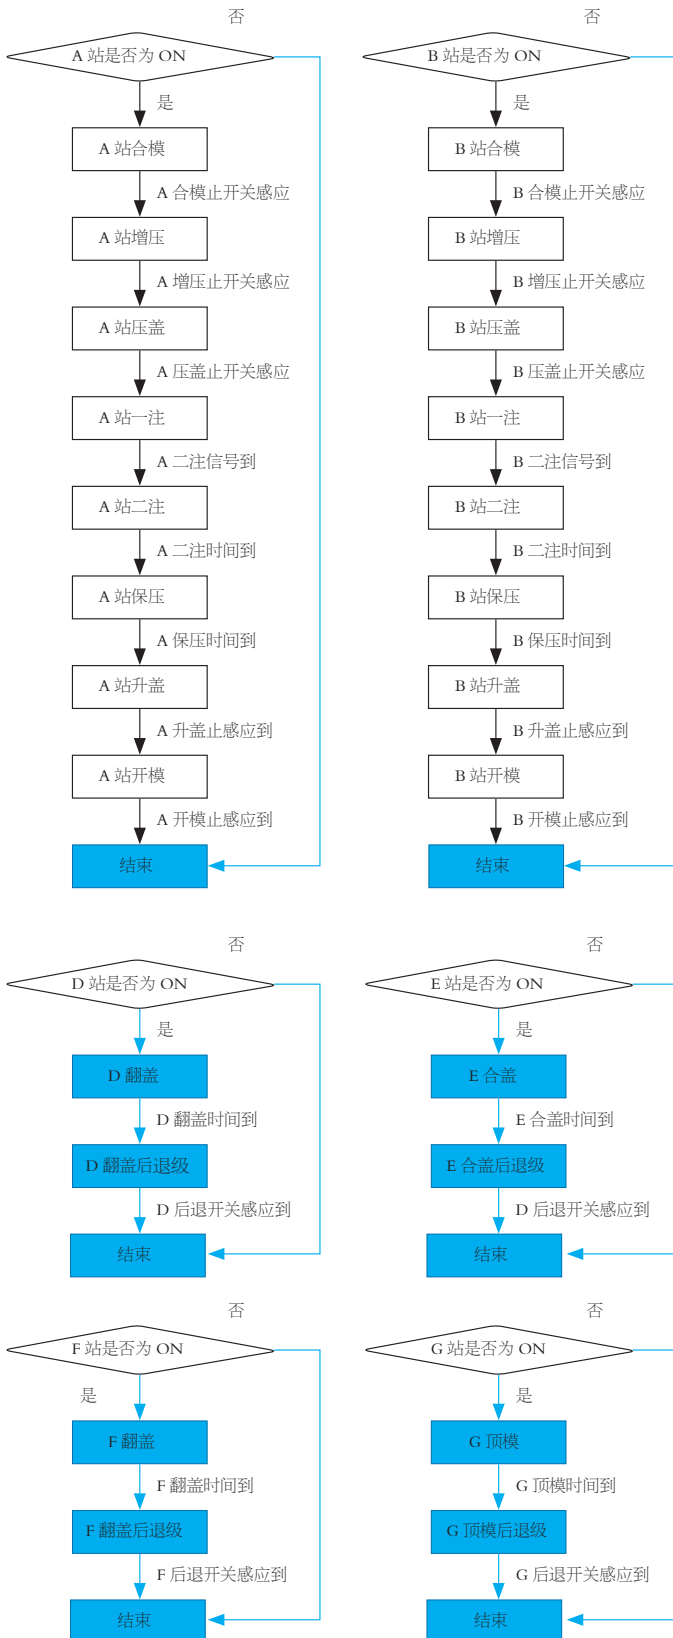 否
A 站是否为 ON
是
A 站合模
A 合模止开关感应
A 站增压
A 增压止开关感应
A 站压盖
A 压盖止开关感应
A 站一注
A 二注信号到
A 站二注
A 二注时间到
A 站保压
A 保压时间到
A 站升盖
A 升盖止感应到
A 站开模
A 开模止感应到
结束
否
B 站是否为 ON
是
B 站合模
B 合模止开关感应
B 站增压
B 增压止开关感应
B 站压盖
B 压盖止开关感应
B 站一注
B 二注信号到
B 站二注
B 二注时间到
B 站保压
B 保压时间到
B 站升盖
B 升盖止感应到
B 站开模
B 开模止感应到
结束
否
D 站是否为 ON
是
D 翻盖
D 翻盖时间到
D 翻盖后退级
D 后退开关感应到
结束
否
E 站是否为 ON
是
E 合盖
E 合盖时间到
E 合盖后退级
D 后退开关感应到
结束
否
F 站是否为 ON
是
F 翻盖
F 翻盖时间到
F 翻盖后退级
F 后退开关感应到
结束
否
G 站是否为 ON
是
G 顶模
G 顶模时间到
G 顶模后退级
G 后退开关感应到
结束